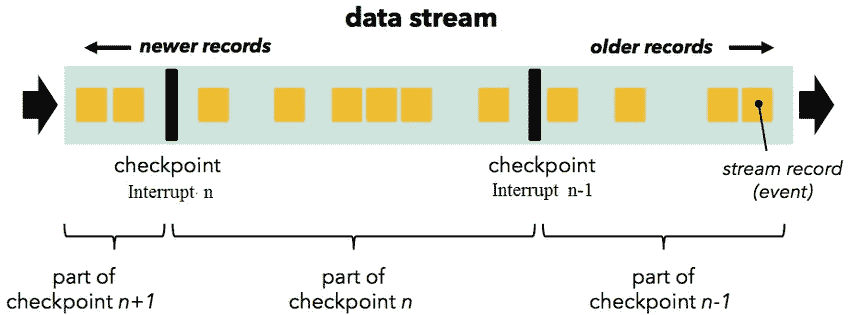 data stream
newer records
older records
checkpoint
Interrupt n
checkpoint
Interrupt n-1
stream record
(event)
part of
checkpoint n+1
part of
checkpoint n
part of
checkpoint n-1